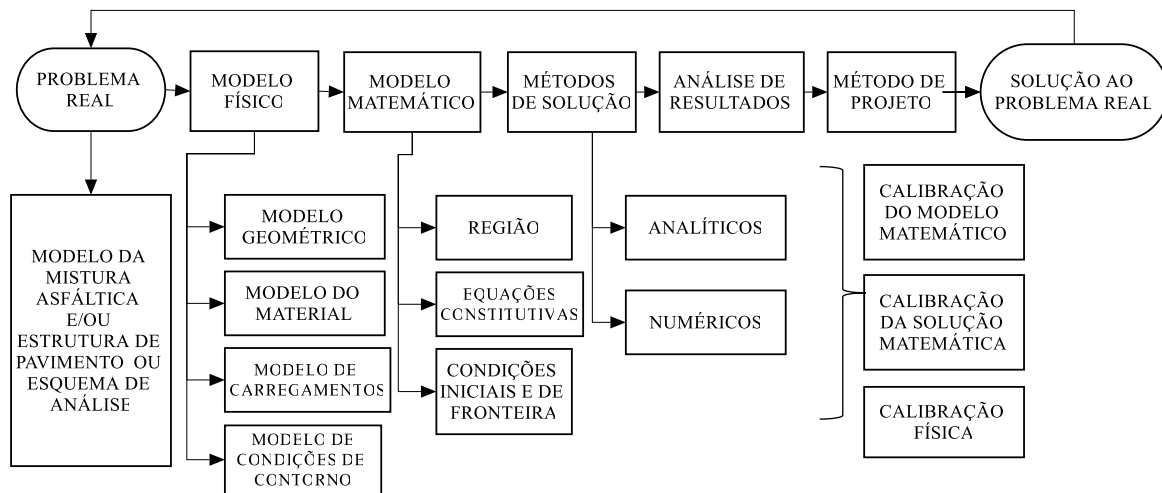 PROBLEMA
REAL
MODELO
FÍSICO
MODELO
MATEMÁTICO
MÉTODOS
DE SOLUÇÃO
ANÁLISE DE
RESULTADOS
MÉTODO DE
PROJETO
SOLUÇÃO AO
PROBLEMA REAL
MODELO DA
MISTURA
ASFÁLTICA
E/OU
ESTRUTURA DE
PAVIMENTO OU
ESQUEMA DE
ANÁLISE
MODELO
GEOMÉTRICO
MODELO DO
MATERIAL
MODELO DE
CARREGAMENTOS
MODELO DE
CONDIÇÕES DE
CONTORNO
REGIÃO
EQUAÇÕES
CONSTITUTIVAS
CONDIÇÕES
INICIAIS E DE
FRONTEIRA
ANALÍTICOS
NUMÉRICOS
CALIBRAÇÃO
DO MODELO
MATEMÁTICO
CALIBRAÇÃO
DA SOLUÇÃO
MATEMÁTICA
CALIBRAÇÃO
FÍSICA